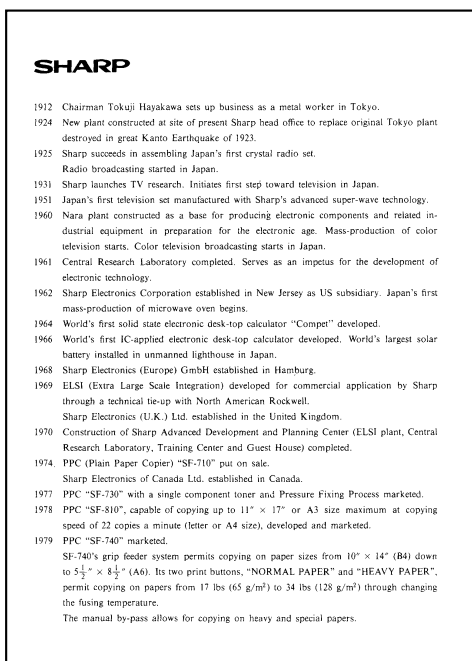 SHARP
1912 Chairman Tokuji Hayakawa sets up business as a metal worker in Tokyo.
1924 New plant constructed at site of present Sharp head office to replace original Tokyo plant
destroyed in great Kanto Earthquake of 1923.
1925 Sharp succeeds in assembling Japan's first crystal radio set.
Radio broadcasting started in Japan.
1931 Sharp launches TV research. Initiates first step toward television in Japan.
1951 Japan's first television set manufactured with Sharp's advanced super-wave technology.
1960 Nara plant constructed as a base for producing electronic components and related in-
dustrial equipment in preparation for the electronic age. Mass-production of color
television starts. Color television broadcasting starts in Japan.
1961 Central Research Laboratory completed. Serves as an impetus for the development of
electronic technology.
1962 Sharp Electronics Corporation established in New Jersey as US subsidiary. Japan's first
mass-production of microwave oven begins.
1964 World's first solid state electronic desk-top calculator "Compet" developed.
1966 World's first IC-applied electronic desk-top calculator developed. World's largest solar
battery installed in unmanned lighthouse in Japan.
1968 Sharp Electronics (Europe) GmbH established in Hamburg.
1969 ELSI (Extra Large Scale Integration) developed for commercial application by Sharp
through a technical tie-up with North American Rockwell.
Sharp Electronics (U.K.) Ltd. established in the United Kingdom.
1970 Construction of Sharp Advanced Development and Planning Center (ELSI plant, Central
Research Laboratory, Training Center and Guest House) completed.
1974 PPC (Plain Paper Copier) "SF-710" put on sale.
Sharp Electronics of Canada Ltd. established in Canada.
1977 PPC "SF-730" with a single component toner and Pressure Fixing Process marketed.
1978 PPC "SF-810", capable of copying up to 11" × 17" or A3 size maximum at copying
speed of 22 copies a minute (letter or A4 size), developed and marketed.
1979 PPC "SF-740" marketed.
SF-740's grip feeder system permits copying on paper sizes from 10" × 14" (B4) down
to 5 1/2" × 8 1/2" (A6). Its two print buttons, "NORMAL PAPER" and "HEAVY PAPER",
permit copying on papers from 17 lbs (65 g/m²) to 34 lbs (128 g/m²) through changing
the fusing temperature.
The manual by-pass allows for copying on heavy and special papers.